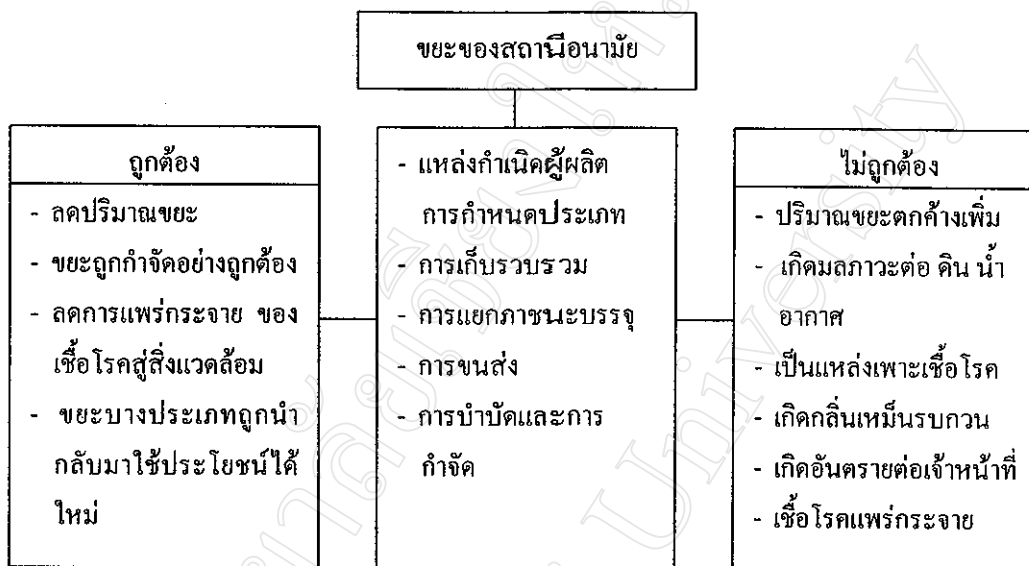 ขยะของสถานีอนามัย
ถูกต้อง
- ลดปริมาณขยะ
- ขยะถูกกำจัดอย่างถูกต้อง
- ลดการแพร่กระจาย ของ
เชื้อโรคสู่สิ่งแวดล้อม
- ขยะบางประเภทถูกนำ
กลับมาใช้ประโยชน์ได้
ใหม่
- แหล่งกำเนิดผู้ผลิต
การกำหนดประเภท
- การเก็บรวบรวม
- การแยกภาชนะบรรจุ
- การขนส่ง
- การบำบัดและการ
กำจัด
ไม่ถูกต้อง
- ปริมาณขยะตกค้างเพิ่ม
- เกิดมลภาวะต่อ ดิน น้ำ
อากาศ
- เป็นแหล่งเพาะเชื้อโรค
- เกิดกลิ่นเหม็นรบกวน
- เกิดอันตรายต่อเจ้าหน้าที่
- เชื้อโรคแพร่กระจาย
University
University